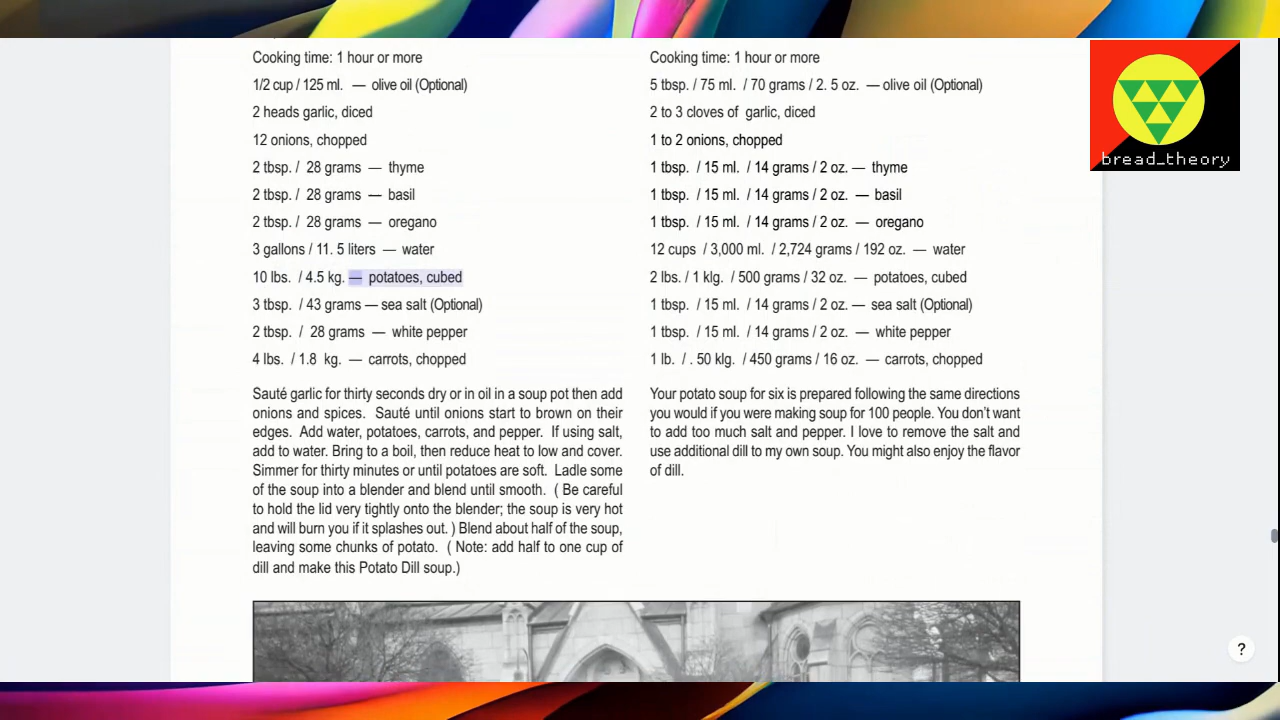 Cooking time: 1 hour or more
1/2 cup / 125 ml. — olive oil (Optional)
2 heads garlic, diced
12 onions, chopped
2 tbsp. / 28 grams — thyme
2 tbsp. / 28 grams — basil
2 tbsp. / 28 grams — oregano
3 gallons / 11. 5 liters — water
10 lbs. / 4.5 kg. — potatoes, cubed
3 tbsp. / 43 grams — sea salt (Optional)
2 tbsp. / 28 grams — white pepper
4 lbs. / 1.8 kg. — carrots, chopped
Sauté garlic for thirty seconds dry or in oil in a soup pot then add
onions and spices. Sauté until onions start to brown on their
edges. Add water, potatoes, carrots, and pepper. If using salt,
add to water. Bring to a boil, then reduce heat to low and cover.
Simmer for thirty minutes or until potatoes are soft. Ladle some
of the soup into a blender and blend until smooth. ( Be careful
to hold the lid very tightly onto the blender; the soup is very hot
and will burn you if it splashes out. ) Blend about half of the soup,
leaving some chunks of potato. ( Note: add half to one cup of
dill and make this Potato Dill soup.)
Cooking time: 1 hour or more
5 tbsp. / 75 ml. / 70 grams / 2. 5 oz. — olive oil (Optional)
2 to 3 cloves of garlic, diced
1 to 2 onions, chopped
1 tbsp. / 15 ml. / 14 grams / 2 oz. — thyme
1 tbsp. / 15 ml. / 14 grams / 2 oz. — basil
1 tbsp. / 15 ml. / 14 grams / 2 oz. — oregano
12 cups / 3,000 ml. / 2,724 grams / 192 oz. — water
2 lbs. / 1 klg. / 500 grams / 32 oz. — potatoes, cubed
1 tbsp. / 15 ml. / 14 grams / 2 oz. — sea salt (Optional)
1 tbsp. / 15 ml. / 14 grams / 2 oz. — white pepper
1 lb. / . 50 klg. / 450 grams / 16 oz. — carrots, chopped
Your potato soup for six is prepared following the same directions
you would if you were making soup for 100 people. You don't want
to add too much salt and pepper. I love to remove the salt and
use additional dill to my own soup. You might also enjoy the flavor
of dill.
bread_theory
?